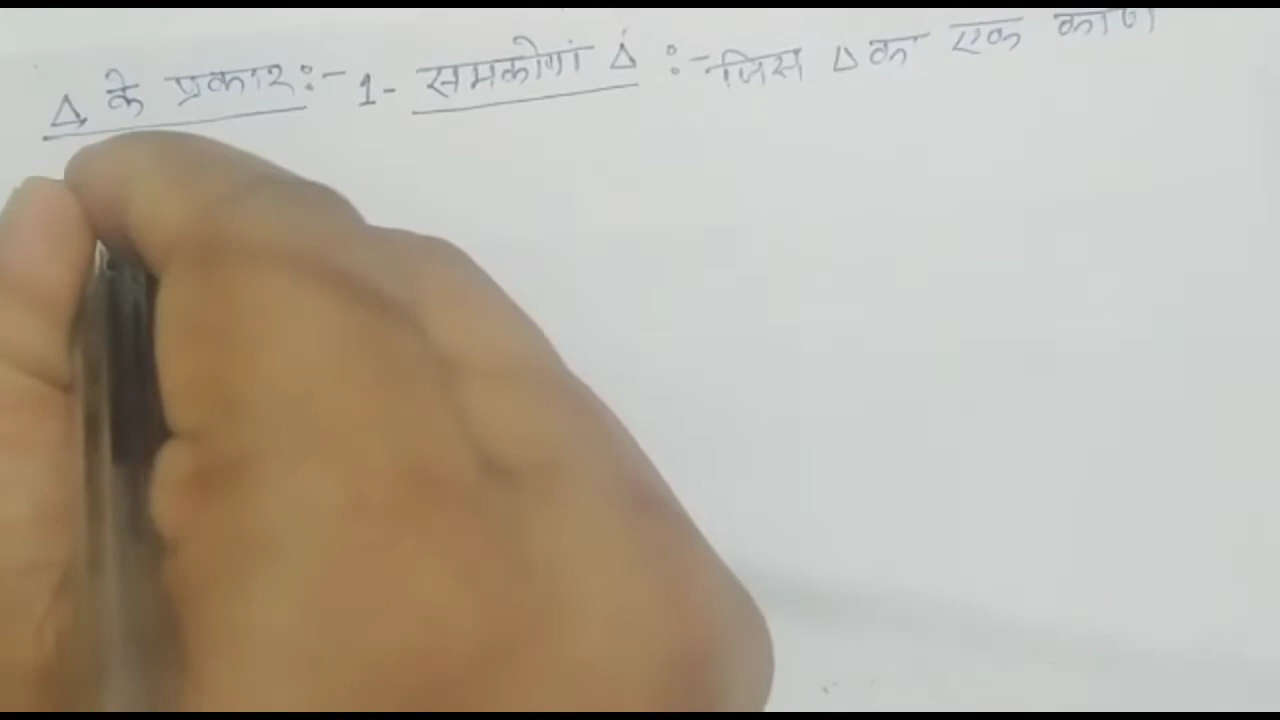 Δ के प्रकार:- 1- समकोण Δ :- जिस Δ का एक कोण